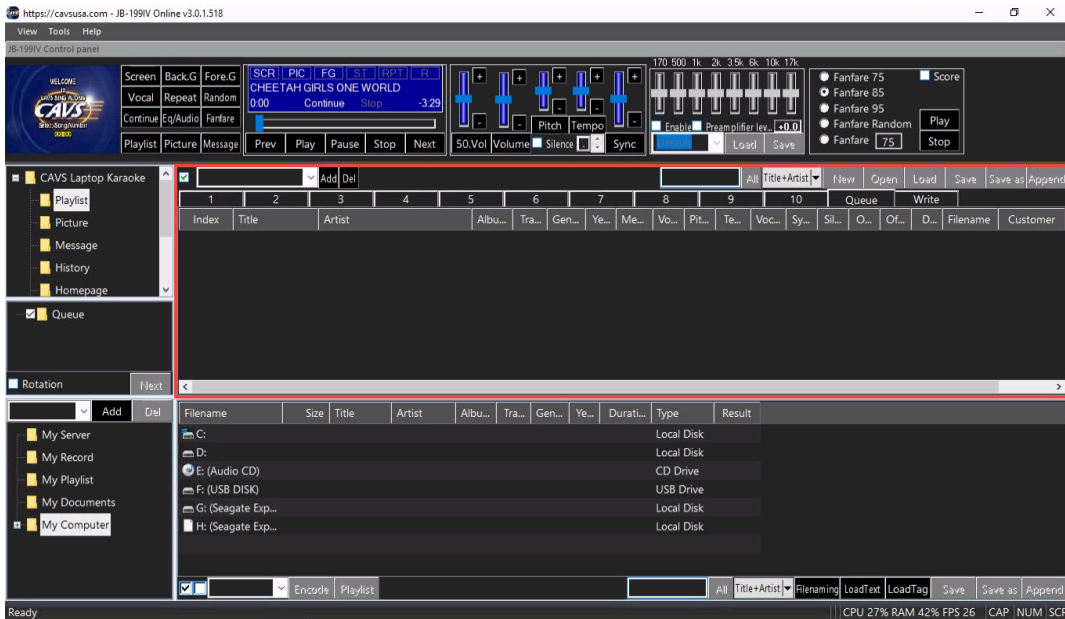 https://cavsusa.com - JB-199IV Online v3.0.1.518
View Tools Help
JB-199IV Control panel
WELCOME
CAVS
Screen Back.G Fore.G
Vocal Repeat Random
Continue Eq/Audio Fanfare
Playlist Picture Message
SCR PIC FG ST RPT R
CHEETAH GIRLS ONE WORLD
0:00 Continue Stop -3:29
Prev Play Pause Stop Next
+ + + + +
- - - - -
Pitch Tempo
50.Vol Volume Silence Sync
170 500 1k 2k 3.5k 6k 10k 17k
Enable Preamplifier lev... +0.0
Default Load Save
Fanfare 75
Fanfare 85
Fanfare 95
Fanfare Random
Fanfare 75
Score
Play
Stop
CAVS Laptop Karaoke
Playlist
Picture
Message
History
Homepage
Queue
Rotation Next
Add Del
All Title+Artist New Open Load Save Save as Append
1 2 3 4 5 6 7 8 9 10 Queue Write
Index Title Artist Albu... Tra... Gen... Ye... Me... Vo... Pit... Te... Voc... Sy... Sil... O... Of... D... Filename Customer
Add Del
My Server
My Record
My Playlist
My Documents
My Computer
Filename Size Title Artist Albu... Tra... Gen... Ye... Durati... Type Result
C: Local Disk
D: Local Disk
E: (Audio CD) CD Drive
F: (USB DISK) USB Drive
G: (Seagate Exp... Local Disk
H: (Seagate Exp... Local Disk
Encode Playlist
All Title+Artist Filenaming LoadText LoadTag Save Save as Append
Ready
CPU 27% RAM 42% FPS 26 CAP NUM SCR